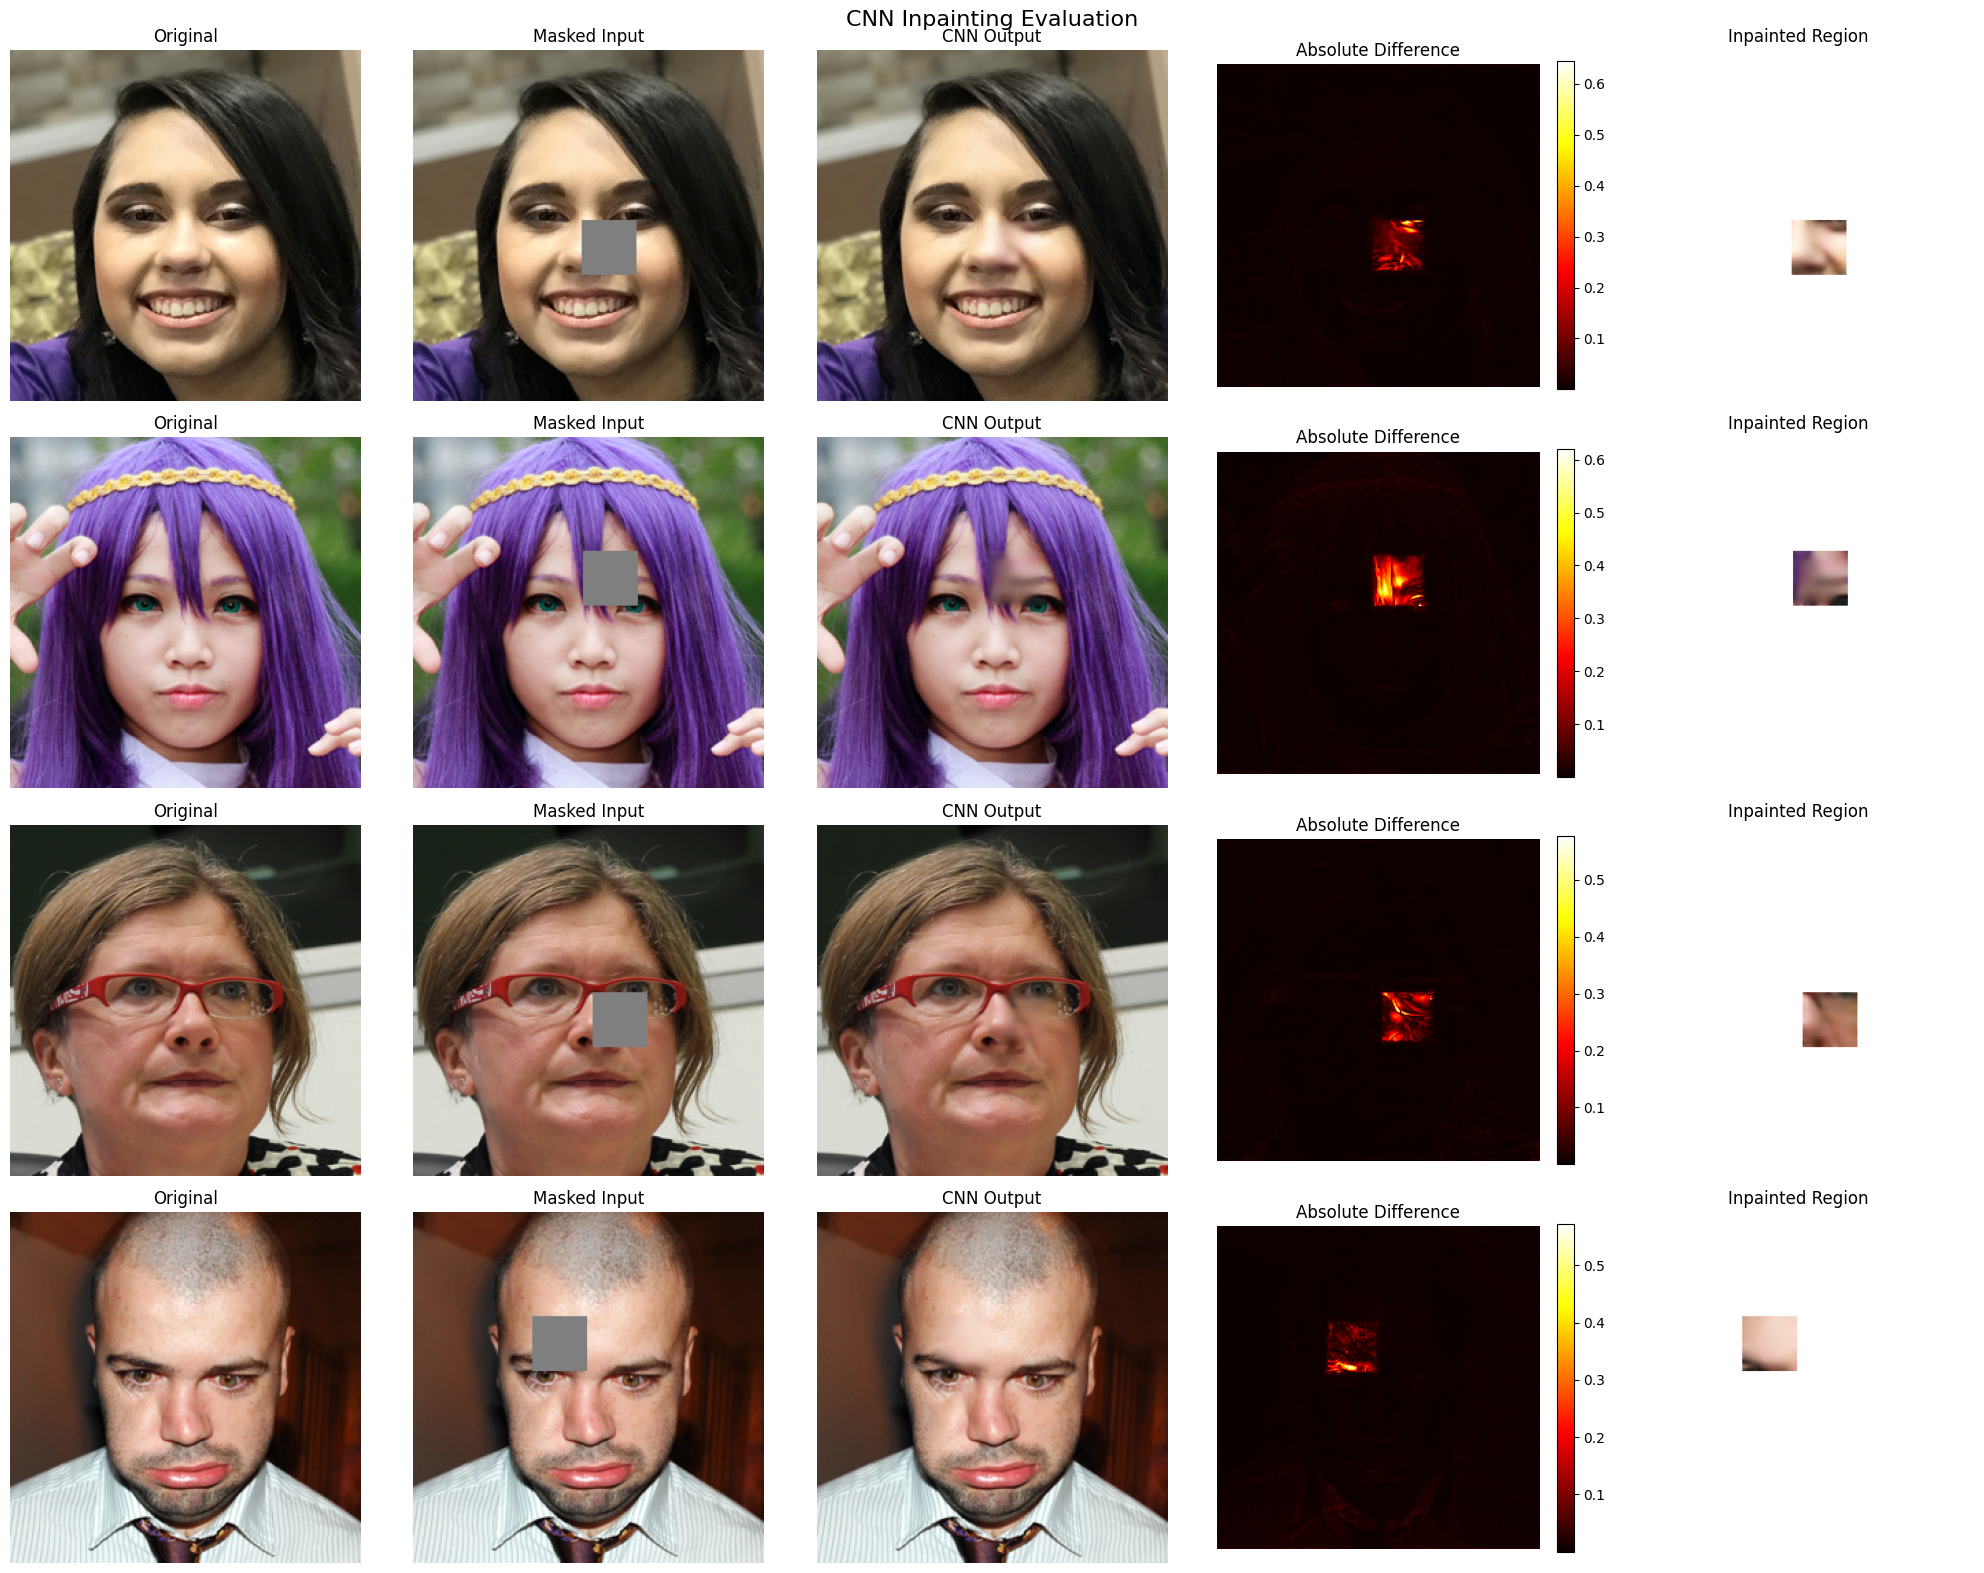 CNN Inpainting Evaluation
Original
Masked Input
CNN Output
Absolute Difference
Inpainted Region
0.6
0.5
0.4
0.3
0.2
0.1
Original
Masked Input
CNN Output
Absolute Difference
Inpainted Region
0.6
0.5
0.4
0.3
0.2
0.1
Original
Masked Input
CNN Output
Absolute Difference
Inpainted Region
0.5
0.4
0.3
0.2
0.1
Original
Masked Input
CNN Output
Absolute Difference
Inpainted Region
0.5
0.4
0.3
0.2
0.1